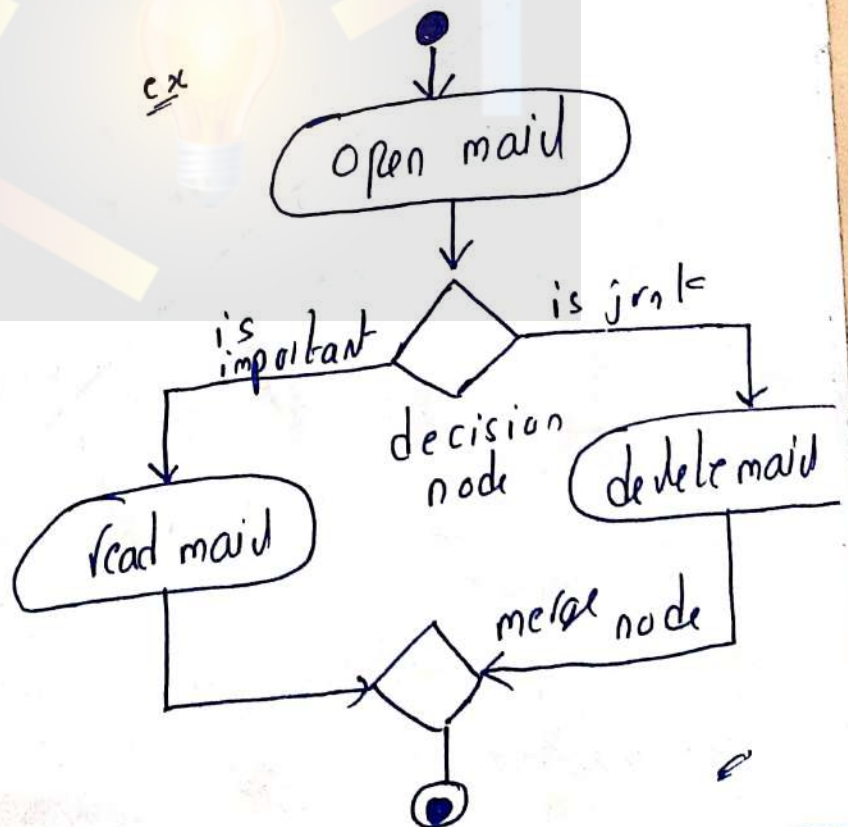 ex
open mail
is
important
is junk
decision
node
delete mail
read mail
merge node